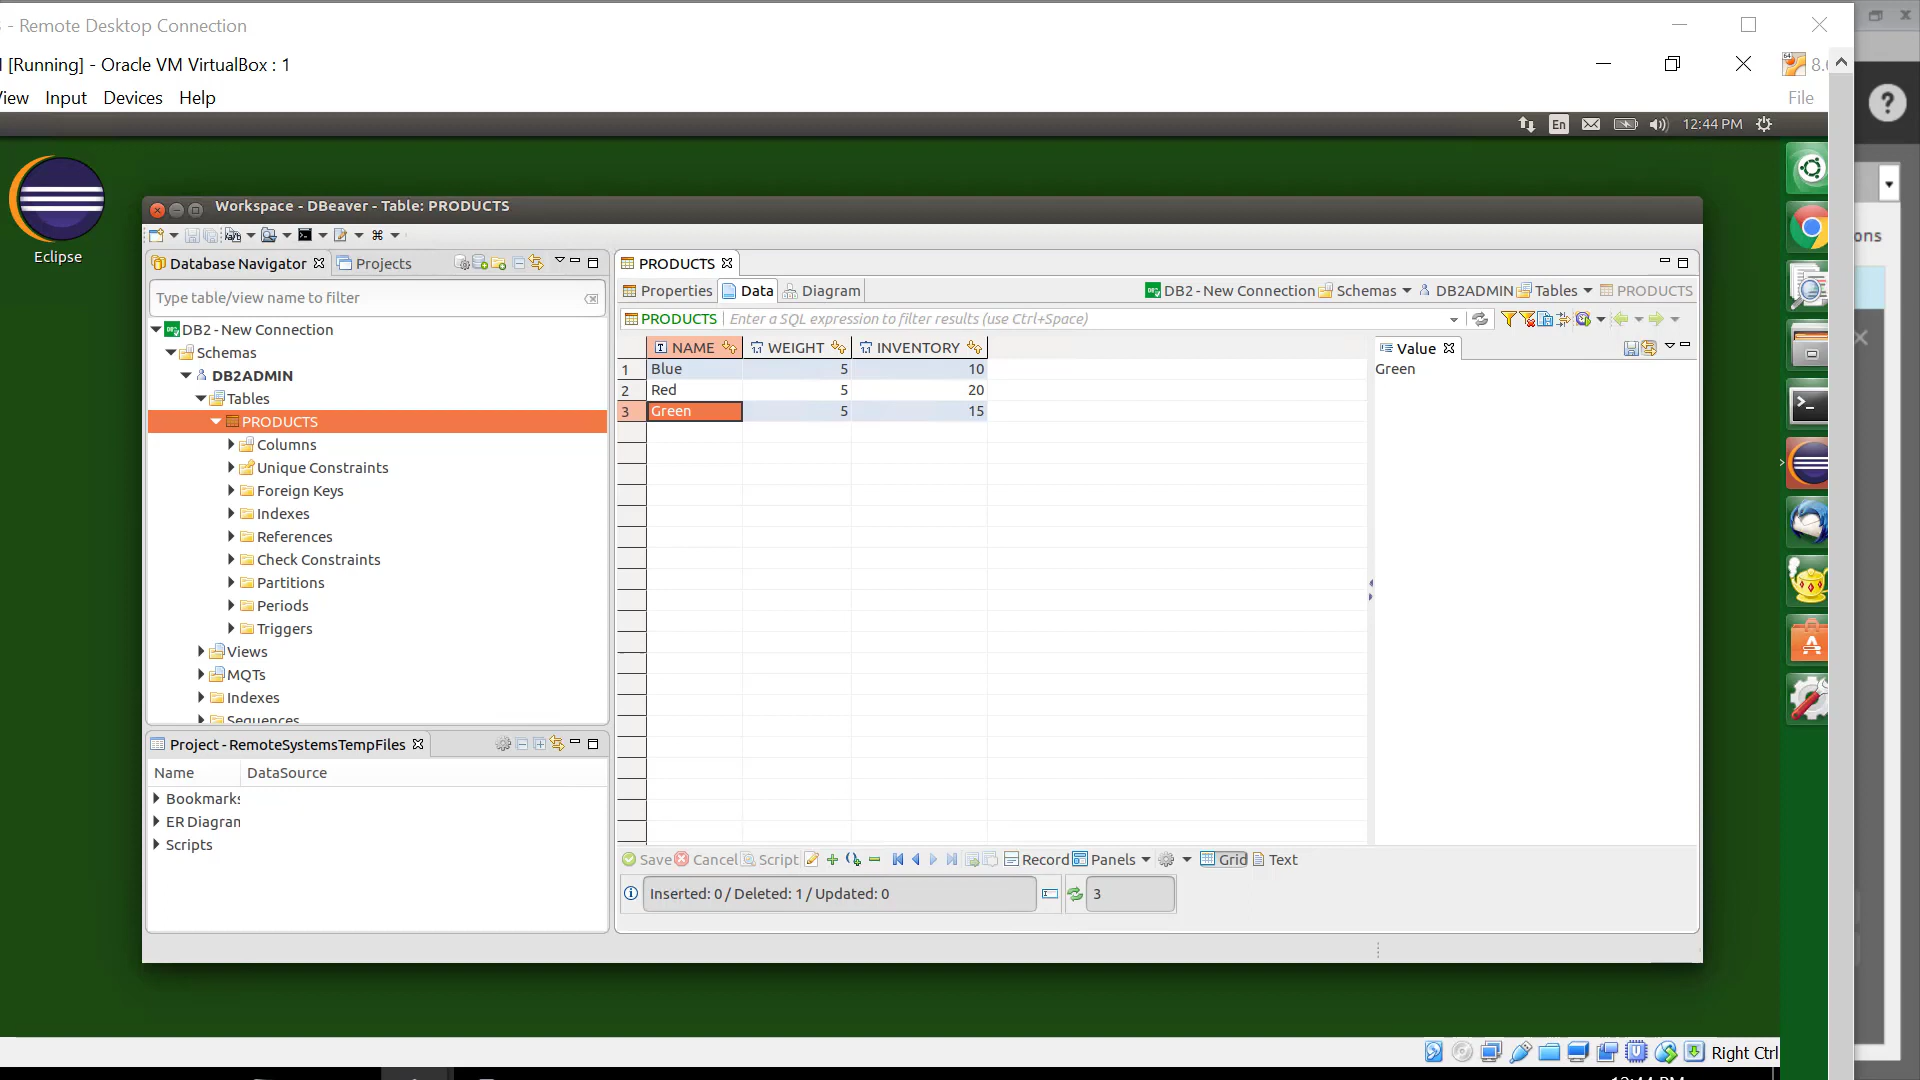 - Remote Desktop Connection
[Running] - Oracle VM VirtualBox : 1
Input Devices Help
File
En 12:44 PM
Eclipse
Workspace - DBeaver - Table: PRODUCTS
Database Navigator Projects
Type table/view name to filter
DB2 - New Connection
Schemas
DB2ADMIN
Tables
PRODUCTS
Columns
Unique Constraints
Foreign Keys
Indexes
References
Check Constraints
Partitions
Periods
Triggers
Views
MQTs
Indexes
Sequences
Project - RemoteSystemsTempFiles
Name DataSource
Bookmarks
ER Diagram
Scripts
PRODUCTS
Properties Data Diagram
DB2 - New Connection Schemas DB2ADMIN Tables PRODUCTS
PRODUCTS Enter a SQL expression to filter results (use Ctrl+Space)
NAME WEIGHT INVENTORY
1 Blue 5 10
2 Red 5 20
3 Green 5 15
Value
Green
Save Cancel Script Record Panels Grid Text
Inserted: 0 / Deleted: 1 / Updated: 0 3
Right Ctrl